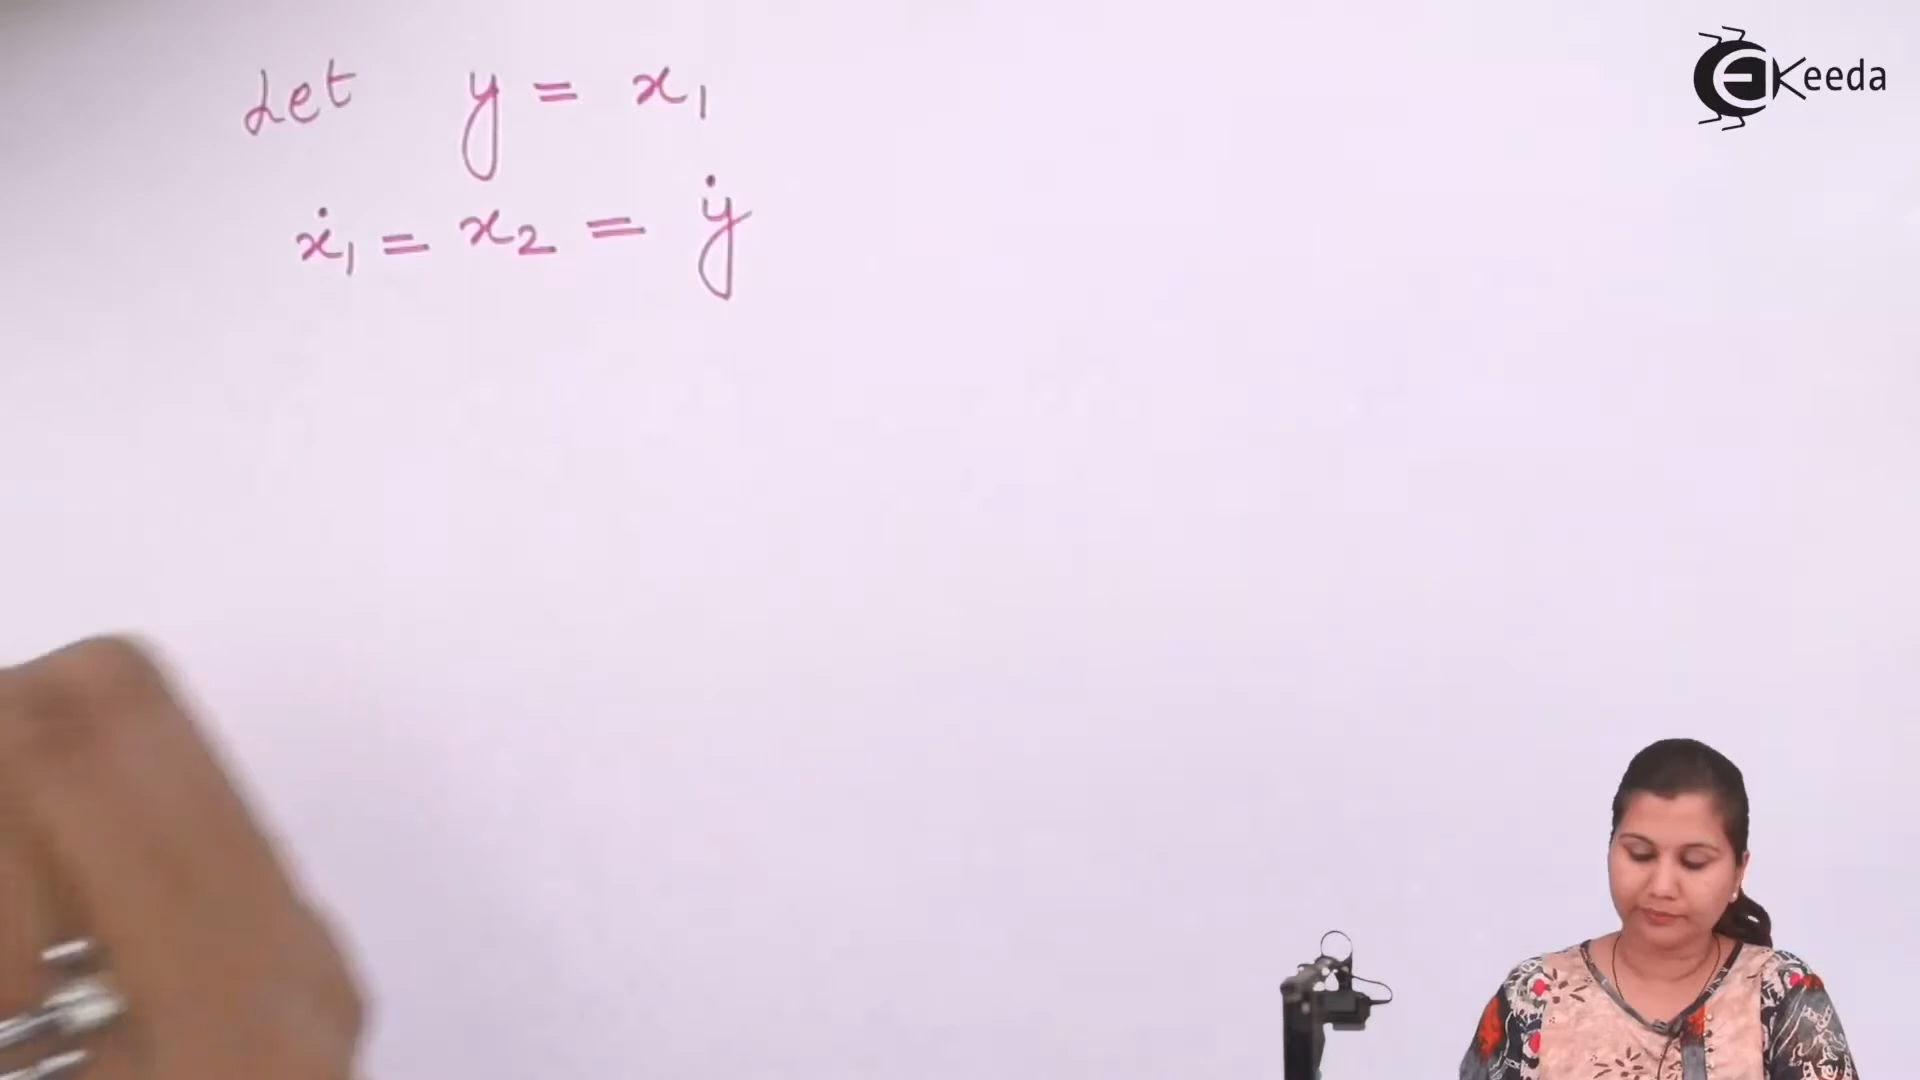 Let y = x₁
ẋ₁ = x₂ = ẏ
EKeeda